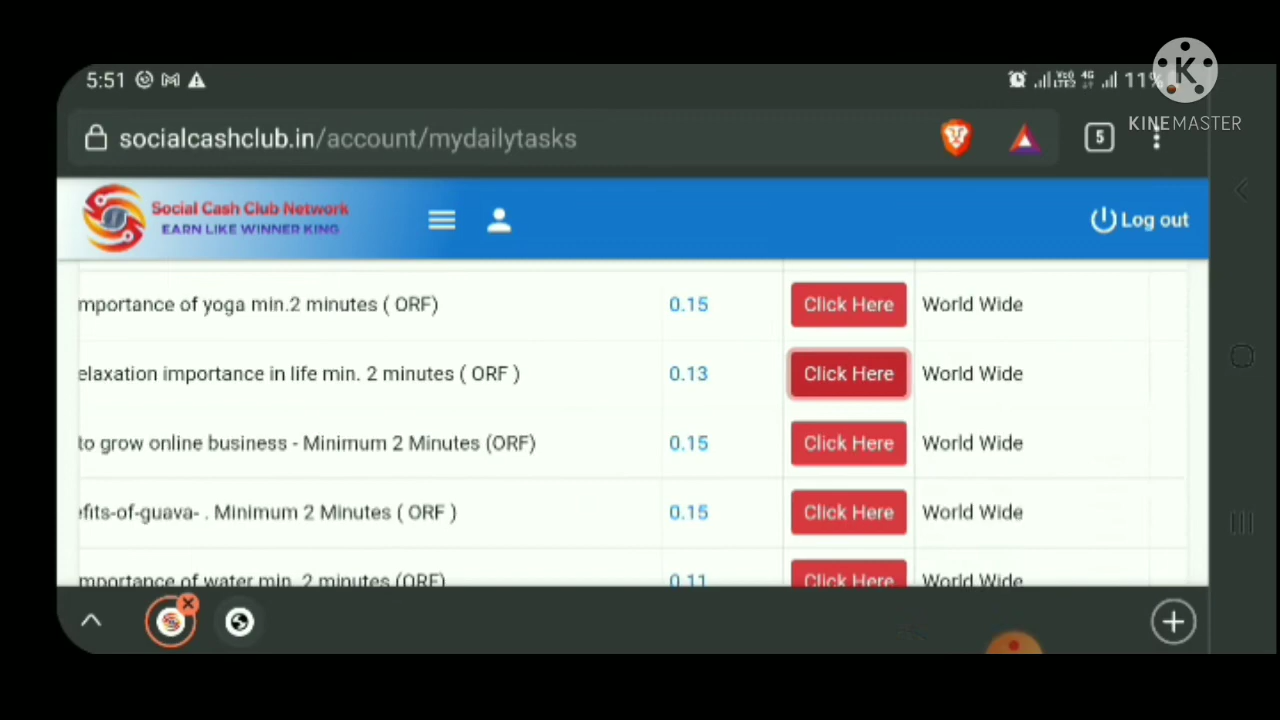 5:51
11%
KINEMASTER
socialcashclub.in/account/mydailytasks
5
Social Cash Club Network
EARN LIKE WINNER KING
Log out
mportance of yoga min.2 minutes ( ORF) 0.15 Click Here World Wide
elaxation importance in life min. 2 minutes ( ORF ) 0.13 Click Here World Wide
to grow online business - Minimum 2 Minutes (ORF) 0.15 Click Here World Wide
fits-of-guava- . Minimum 2 Minutes ( ORF ) 0.15 Click Here World Wide
mportance of water min. 2 minutes (ORF) 0.11 Click Here World Wide